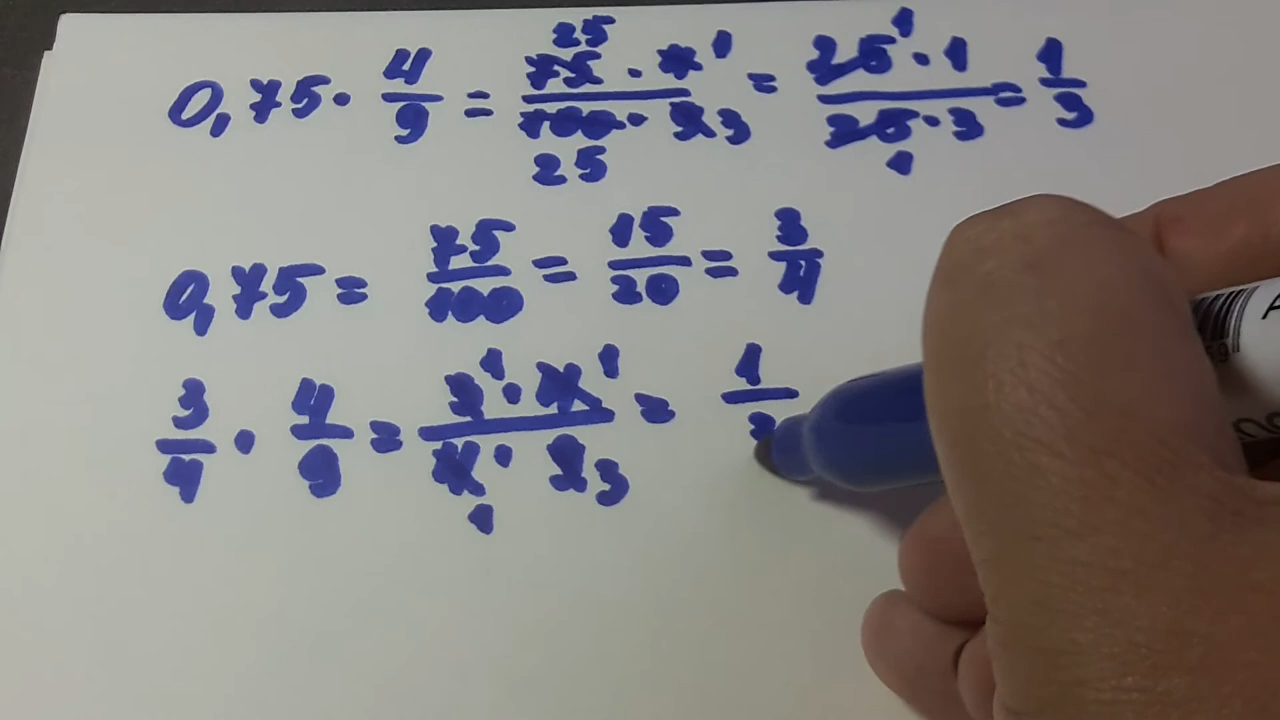 0,75 · 4/9 = 75 · 4 / 100 · 9 = 25 · 1 / 25 · 3 = 1/3
0,75 = 75/100 = 15/20 = 3/4
3/4 · 4/9 = 3 · 4 / 4 · 9 = 1/3